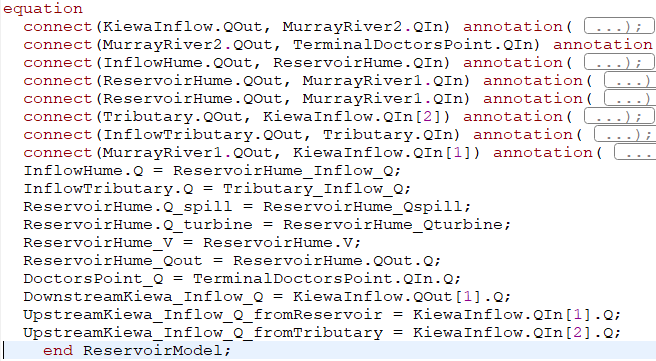 equation
connect(KiewaInflow.QOut, MurrayRiver2.QIn) annotation( ...);
connect(MurrayRiver2.QOut, TerminalDoctorsPoint.QIn) annotation
connect(InflowHume.QOut, ReservoirHume.QIn) annotation( ...);
connect(ReservoirHume.QOut, MurrayRiver1.QIn) annotation( ...)
connect(ReservoirHume.QOut, MurrayRiver1.QIn) annotation( ...)
connect(Tributary.QOut, KiewaInflow.QIn[2]) annotation( ...);
connect(InflowTributary.QOut, Tributary.QIn) annotation( ...);
connect(MurrayRiver1.QOut, KiewaInflow.QIn[1]) annotation( ...
InflowHume.Q = ReservoirHume_Inflow_Q;
InflowTributary.Q = Tributary_Inflow_Q;
ReservoirHume.Q_spill = ReservoirHume_Qspill;
ReservoirHume.Q_turbine = ReservoirHume_Qturbine;
ReservoirHume_V = ReservoirHume.V;
ReservoirHume_Qout = ReservoirHume.QOut.Q;
DoctorsPoint_Q = TerminalDoctorsPoint.QIn.Q;
DownstreamKiewa_Inflow_Q = KiewaInflow.QOut[1].Q;
UpstreamKiewa_Inflow_Q_fromReservoir = KiewaInflow.QIn[1].Q;
UpstreamKiewa_Inflow_Q_fromTributary = KiewaInflow.QIn[2].Q;
end ReservoirModel;